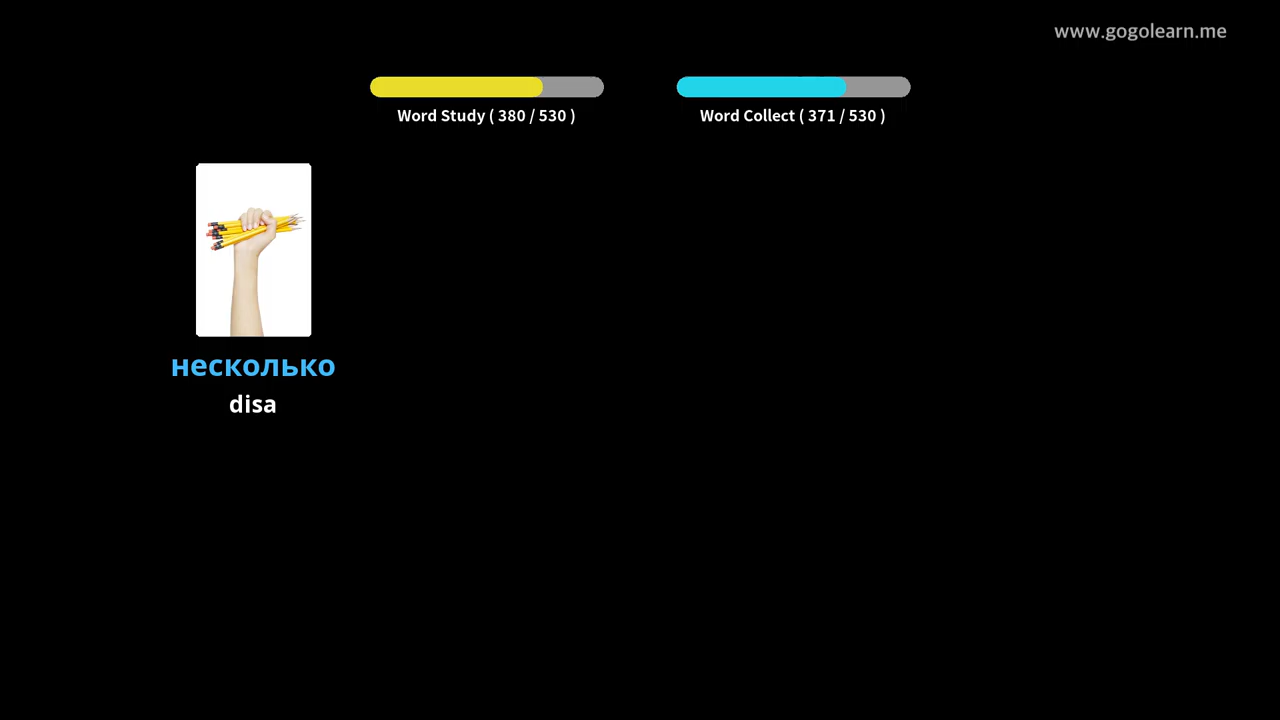 www.gogolearn.me
Word Study ( 380 / 530 )
Word Collect ( 371 / 530 )
несколько
disa